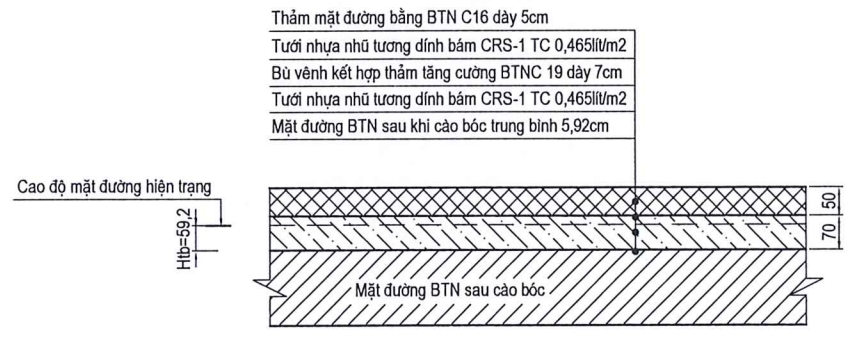 Thảm mặt đường bằng BTN C16 dày 5cm
Tưới nhựa nhũ tương dính bám CRS-1 TC 0,465lít/m2
Bù vênh kết hợp thảm tăng cường BTNC 19 dày 7cm
Tưới nhựa nhũ tương dính bám CRS-1 TC 0,465lít/m2
Mặt đường BTN sau khi cào bóc trung bình 5,92cm
Cao độ mặt đường hiện trạng
50
70
Htb=59,2
Mặt đường BTN sau cào bóc